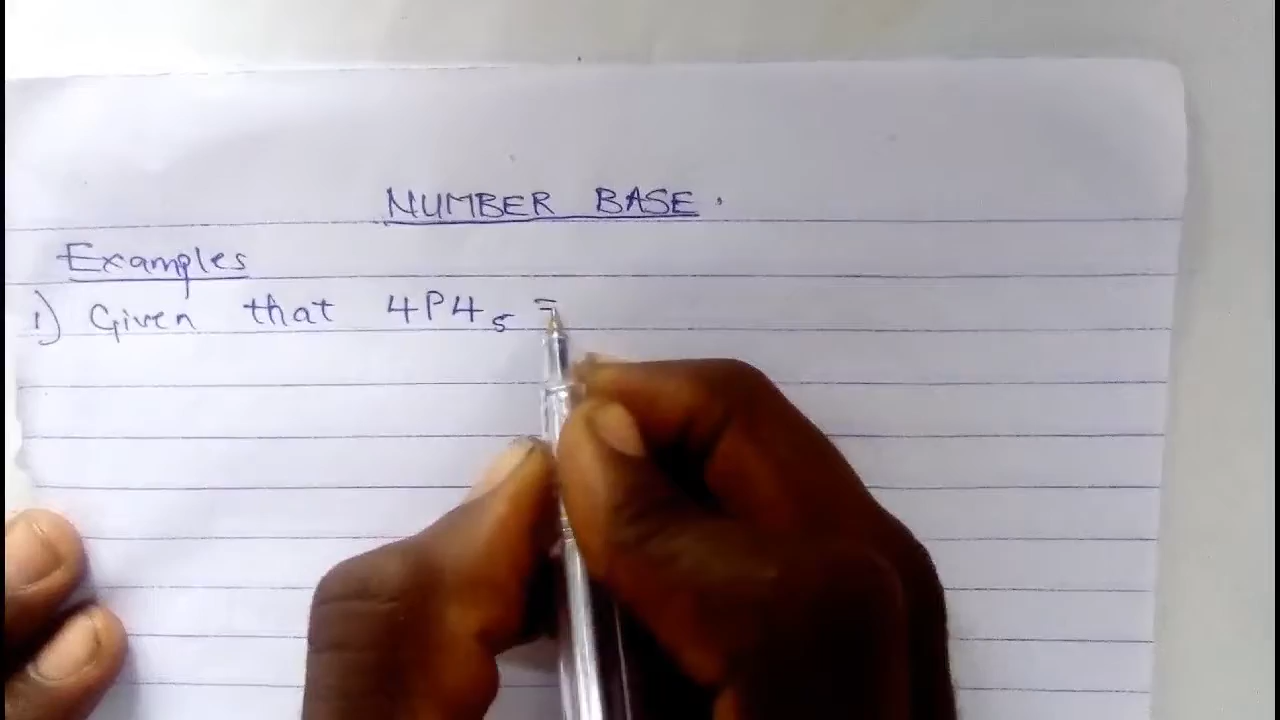 NUMBER BASE.
Examples
1) Given that 4P4₅ =